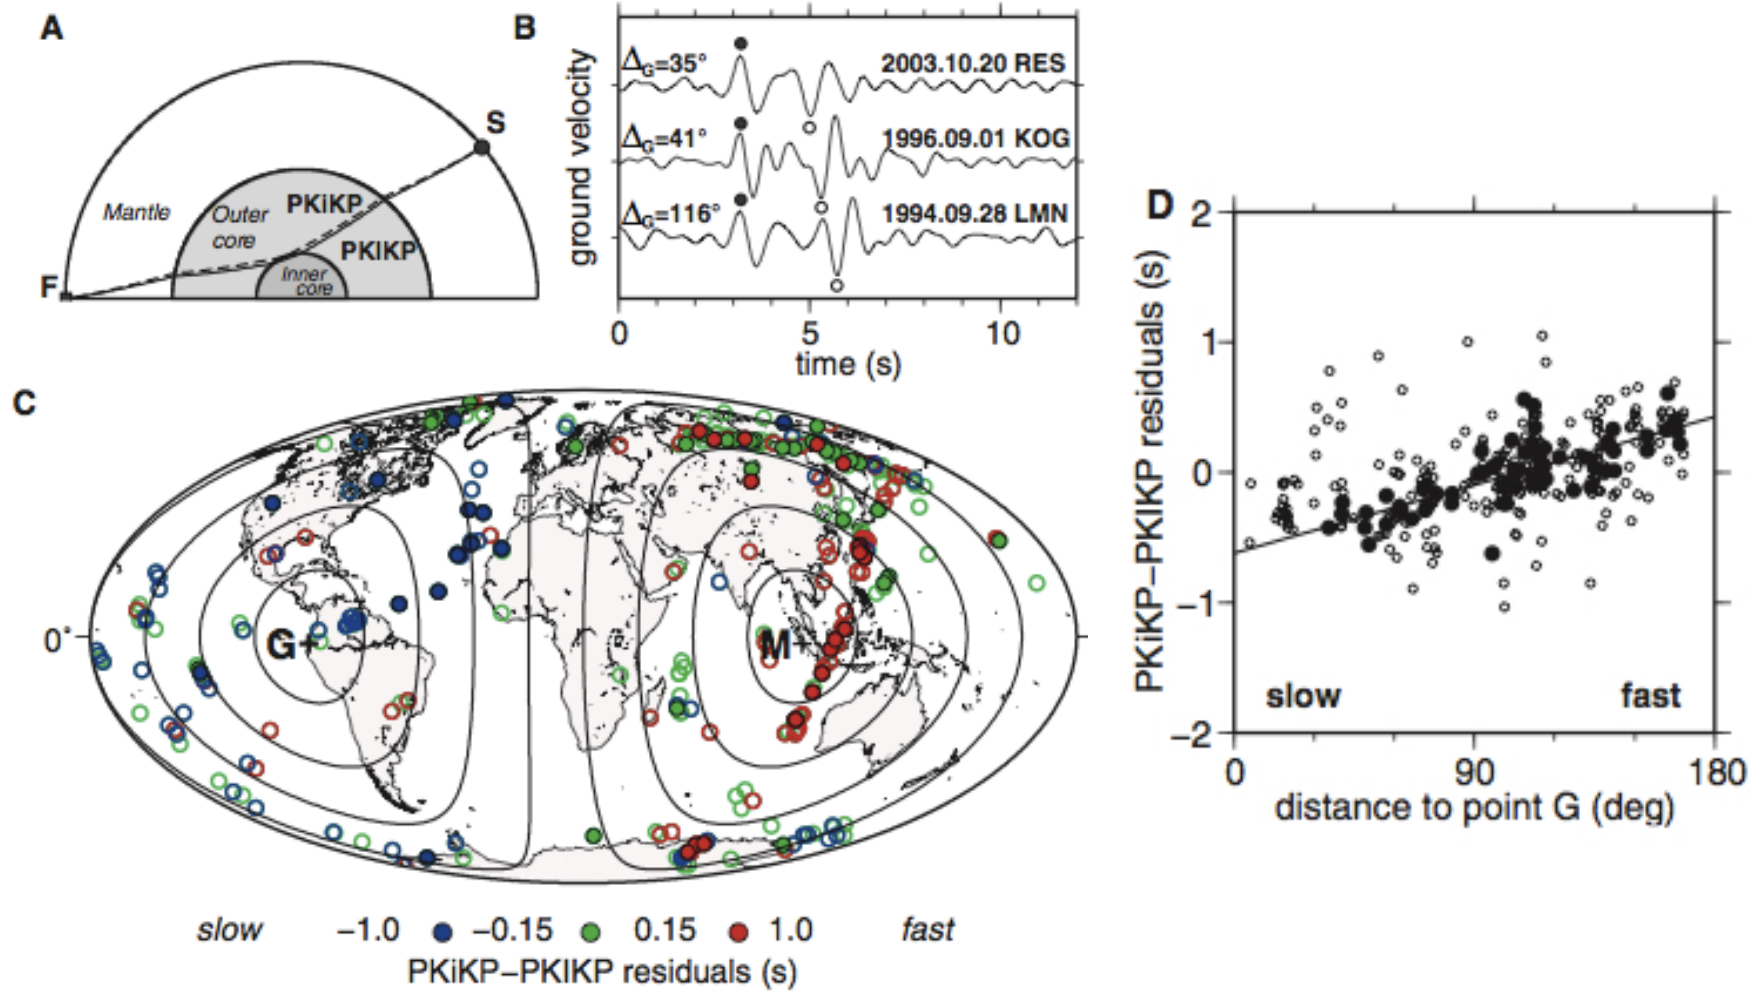 A
S
Mantle
Outer
core
PKiKP
PKIKP
Inner
core
F
B
ground velocity
ΔG=35°
2003.10.20 RES
ΔG=41°
1996.09.01 KOG
ΔG=116°
1994.09.28 LMN
0
5
10
time (s)
C
0°
G+
M+
slow
−1.0
−0.15
0.15
1.0
fast
PKiKP−PKIKP residuals (s)
D
PKiKP−PKIKP residuals (s)
2
1
0
−1
−2
slow
fast
0
90
180
distance to point G (deg)